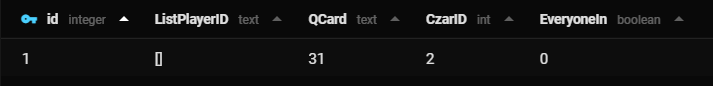 id integer ListPlayerID text QCard text CzarID int EveryoneIn boolean
1 [] 31 2 0